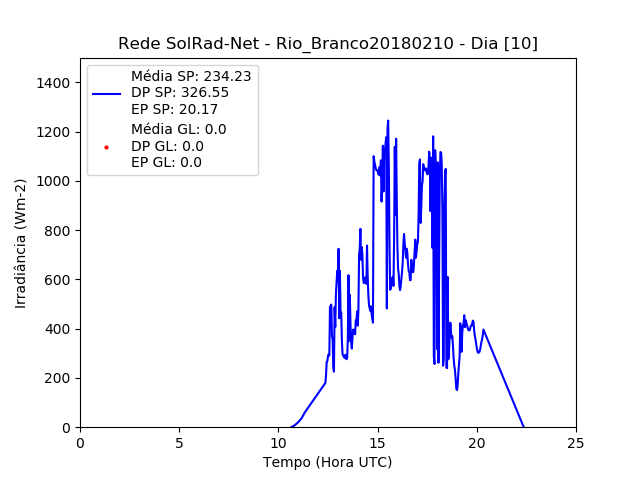 Rede SolRad-Net - Rio_Branco20180210 - Dia [10]
Média SP: 234.23
DP SP: 326.55
EP SP: 20.17
Média GL: 0.0
DP GL: 0.0
EP GL: 0.0
Irradiância (Wm-2)
1400
1200
1000
800
600
400
200
0
0 5 10 15 20 25
Tempo (Hora UTC)